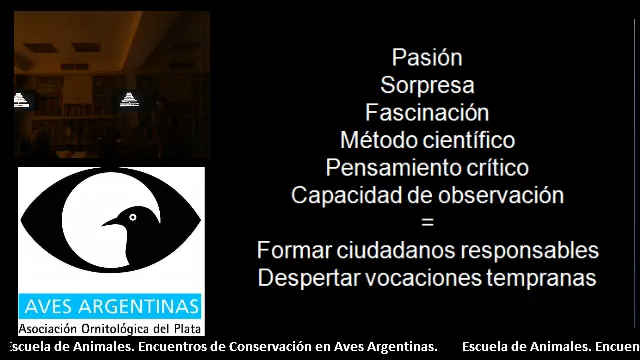 Pasión
Sorpresa
Fascinación
Método científico
Pensamiento crítico
Capacidad de observación
=
Formar ciudadanos responsables
Despertar vocaciones tempranas
AVES ARGENTINAS
Asociación Ornitológica del Plata
Escuela de Animales. Encuentros de Conservación en Aves Argentinas. Escuela de Animales. Encuen